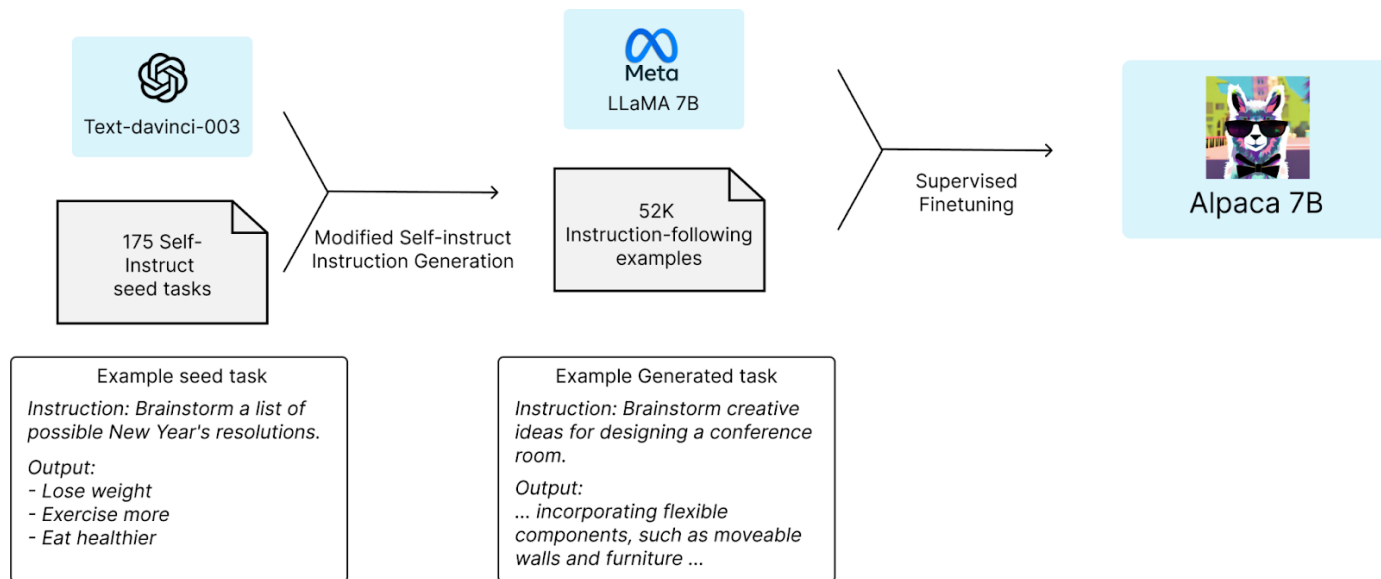 Text-davinci-003
175 Self-
Instruct
seed tasks
Modified Self-instruct
Instruction Generation
Meta
LLaMA 7B
52K
Instruction-following
examples
Supervised
Finetuning
Alpaca 7B
Example seed task
Instruction: Brainstorm a list of
possible New Year's resolutions.
Output:
- Lose weight
- Exercise more
- Eat healthier
Example Generated task
Instruction: Brainstorm creative
ideas for designing a conference
room.
Output:
... incorporating flexible
components, such as moveable
walls and furniture ...